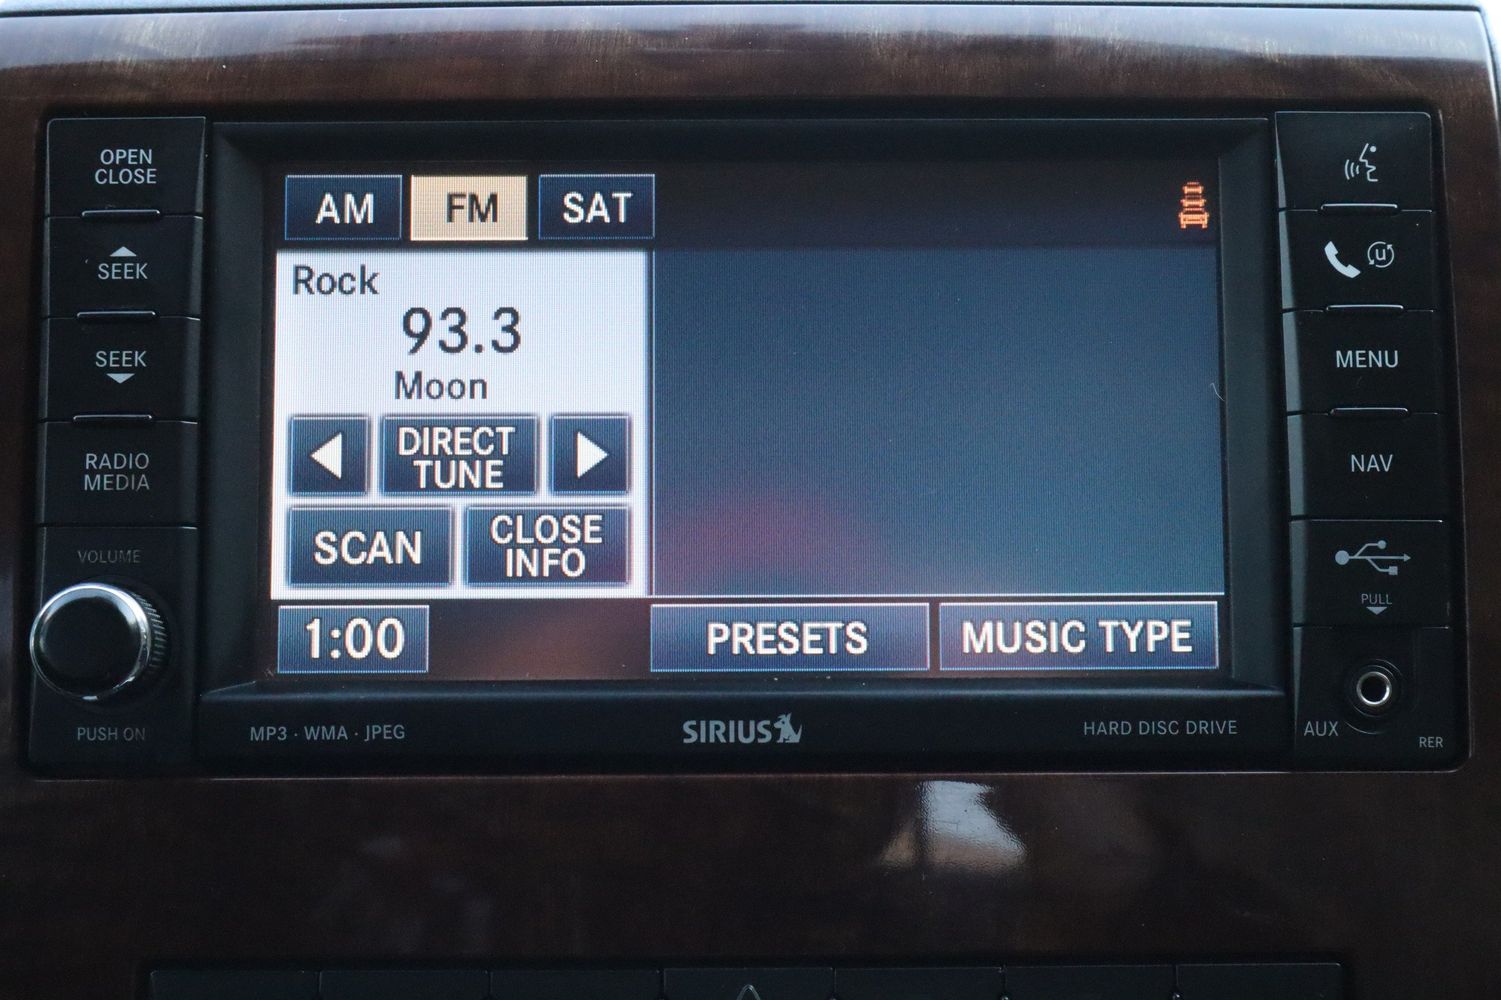 OPEN
CLOSE
SEEK
SEEK
RADIO
MEDIA
VOLUME
PUSH ON
AM FM SAT
Rock
93.3
Moon
DIRECT
TUNE
SCAN
CLOSE
INFO
1:00
PRESETS
MUSIC TYPE
MP3 · WMA · JPEG
SIRIUS
HARD DISC DRIVE
u
MENU
NAV
PULL
AUX
RER